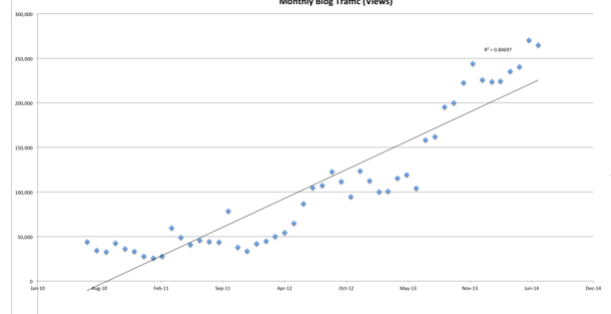 Monthly Blog Traffic (Views)
300,000
R² = 0.84697
250,000
200,000
150,000
100,000
50,000
0
Jan-10 Aug-10 Feb-11 Sep-11 Apr-12 Oct-12 May-13 Nov-13 Jun-14 Dec-14